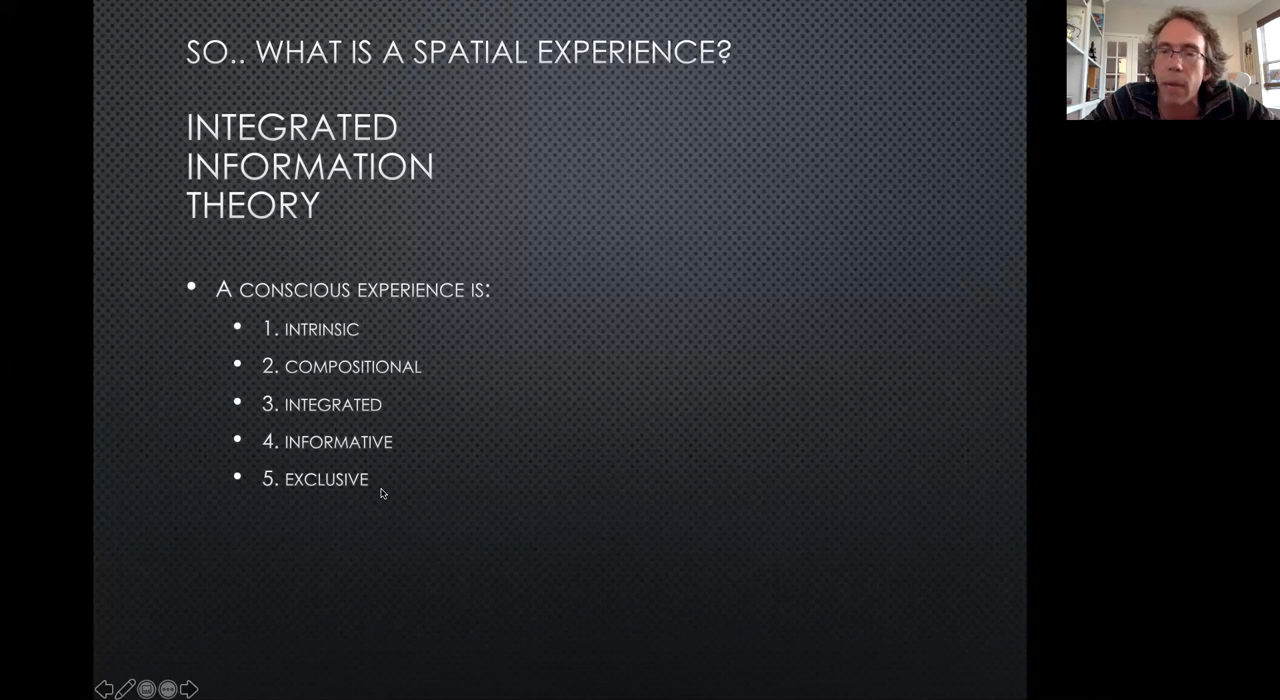 SO.. WHAT IS A SPATIAL EXPERIENCE?
INTEGRATED
INFORMATION
THEORY
• A CONSCIOUS EXPERIENCE IS:
• 1. INTRINSIC
• 2. COMPOSITIONAL
• 3. INTEGRATED
• 4. INFORMATIVE
• 5. EXCLUSIVE